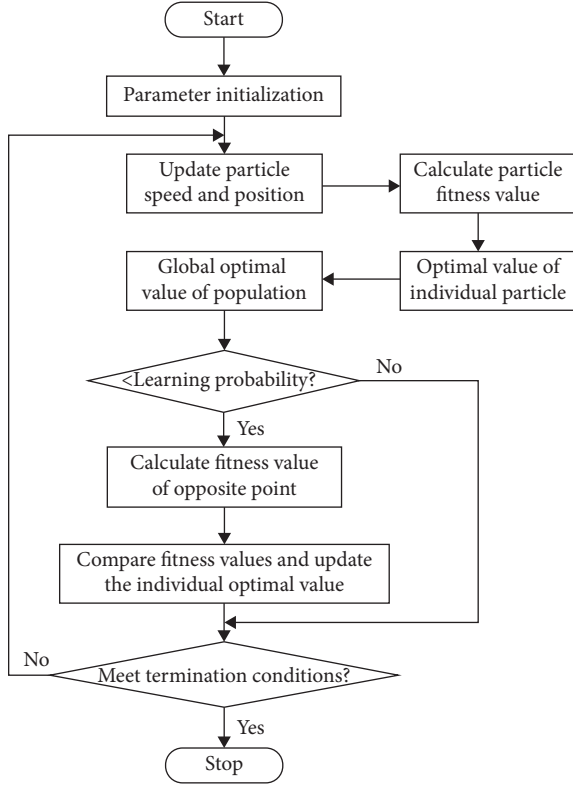 Start
Parameter initialization
Update particle
speed and position
Calculate particle
fitness value
Global optimal
value of population
Optimal value of
individual particle
<Learning probability?
No
Yes
Calculate fitness value
of opposite point
Compare fitness values and update
the individual optimal value
No
Meet termination conditions?
Yes
Stop